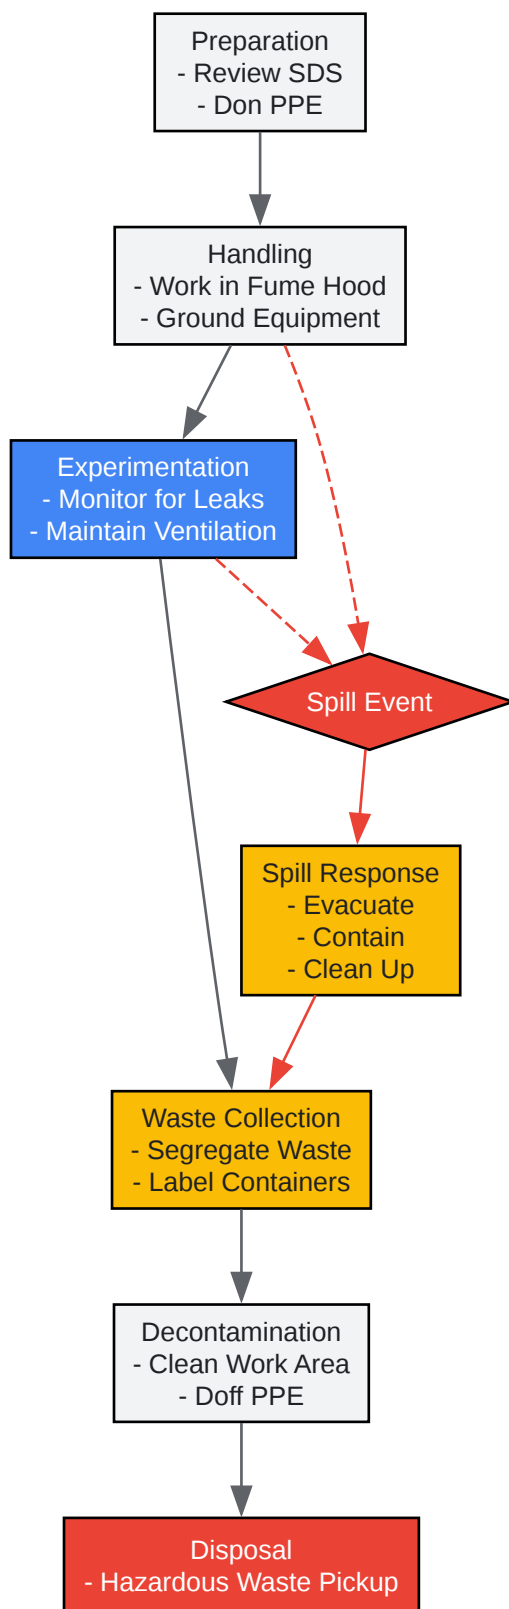 Preparation
- Review SDS
- Don PPE
Handling
- Work in Fume Hood
- Ground Equipment
Experimentation
- Monitor for Leaks
- Maintain Ventilation
Spill Event
Spill Response
- Evacuate
- Contain
- Clean Up
Waste Collection
- Segregate Waste
- Label Containers
Decontamination
- Clean Work Area
- Doff PPE
Disposal
- Hazardous Waste Pickup